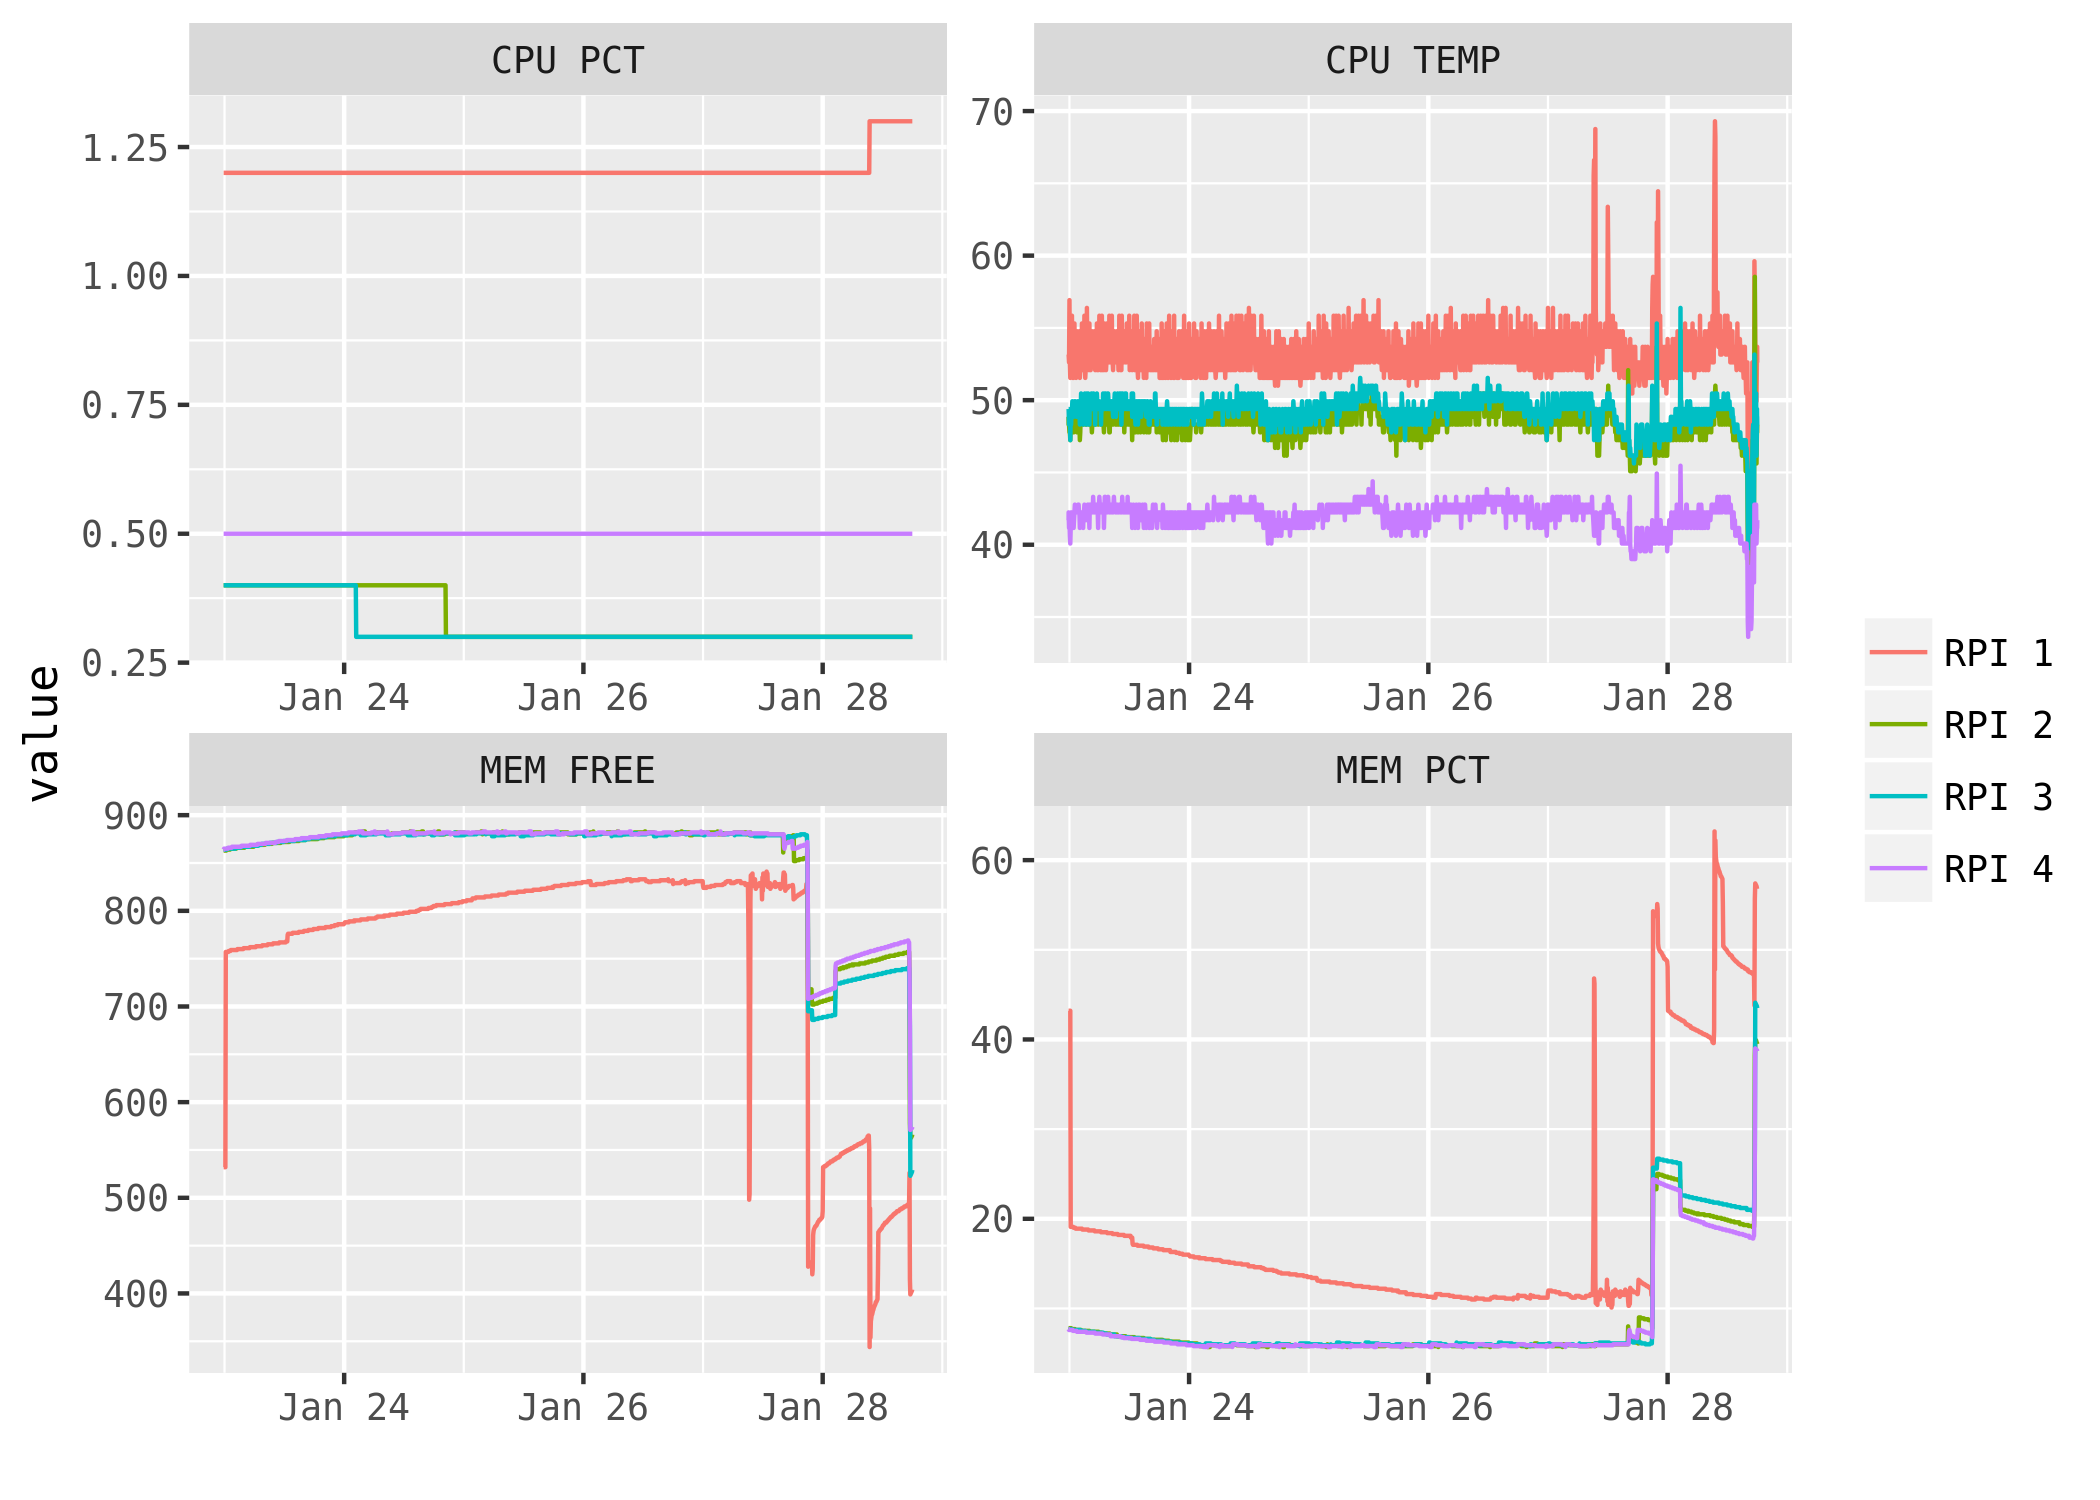 CPU PCT
CPU TEMP
1.25
1.00
0.75
0.50
0.25
Jan 24
Jan 26
Jan 28
70
60
50
40
Jan 24
Jan 26
Jan 28
value
MEM FREE
MEM PCT
900
800
700
600
500
400
Jan 24
Jan 26
Jan 28
60
40
20
Jan 24
Jan 26
Jan 28
RPI 1
RPI 2
RPI 3
RPI 4